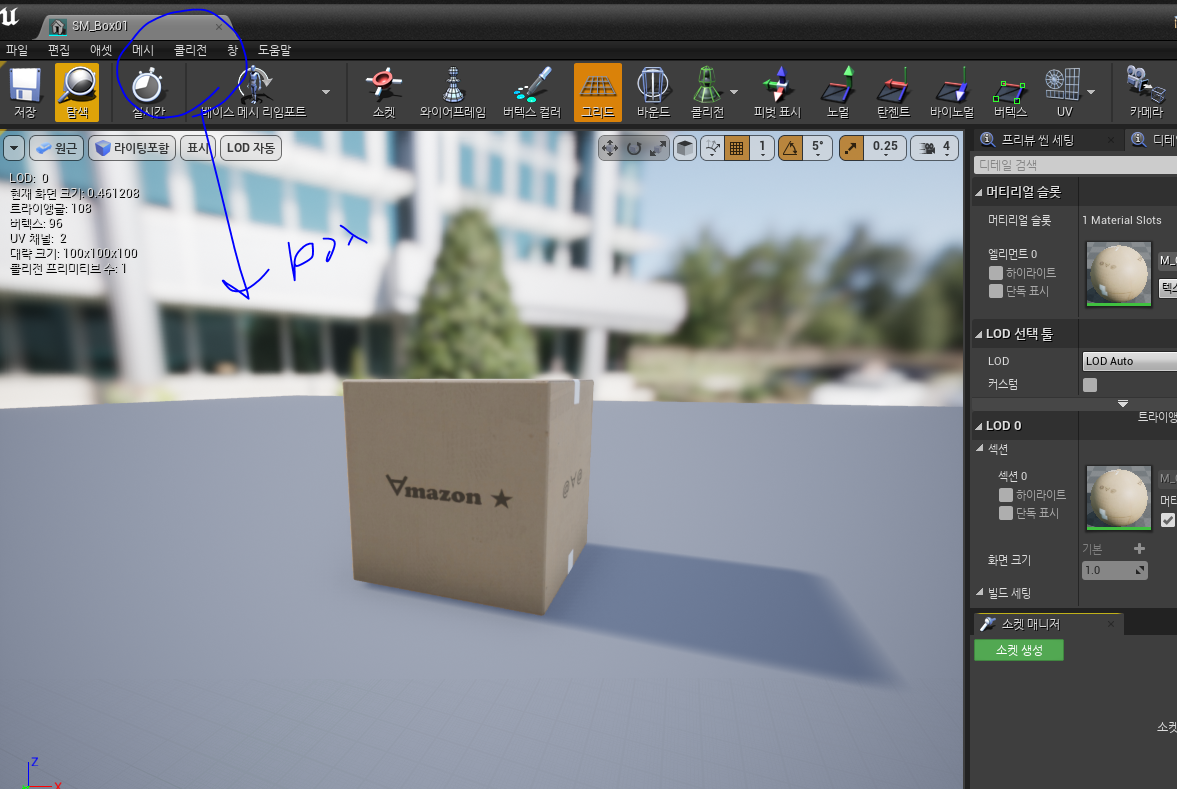 SM_Box01
파일 편집 애셋 메시 콜리전 창 도움말
저장 탐색 실시간 베이스 메시 리임포트 소켓 와이어프레임 버텍스 컬러 그리드 바운드 콜리전 피벗 표시 노멀 탄젠트 바이노멀 버텍스 UV 카메라
원근 라이팅포함 표시 LOD 자동 1 5° 0.25 4
LOD: 0
현재 화면 크기: 0.461208
트라이앵글: 108
버텍스: 96
UV 채널: 2
대략 크기: 100x100x100
콜리전 프리미티브 수: 1
∀mazon ★
@∀@
Z
X
프리뷰 씬 세팅 디테
디테일 검색
머티리얼 슬롯
머티리얼 슬롯 1 Material Slots
엘리먼트 0
하이라이트
단독 표시
M_
텍스
LOD 선택 툴
LOD LOD Auto
커스텀
트라이앵
LOD 0
섹션
섹션 0
하이라이트
단독 표시
M_
머티
화면 크기
기본
1.0
빌드 세팅
소켓 매니저
소켓 생성
소켓